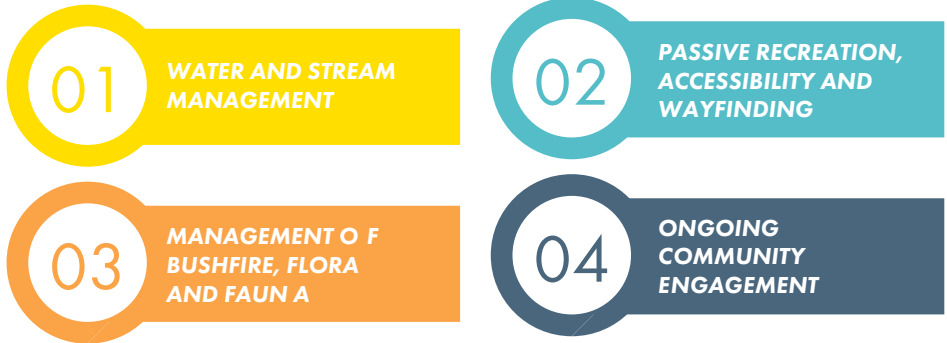 01
WATER AND STREAM
MANAGEMENT
02
PASSIVE RECREATION,
ACCESSIBILITY AND
WAYFINDING
03
MANAGEMENT O F
BUSHFIRE, FLORA
AND FAUN A
04
ONGOING
COMMUNITY
ENGAGEMENT